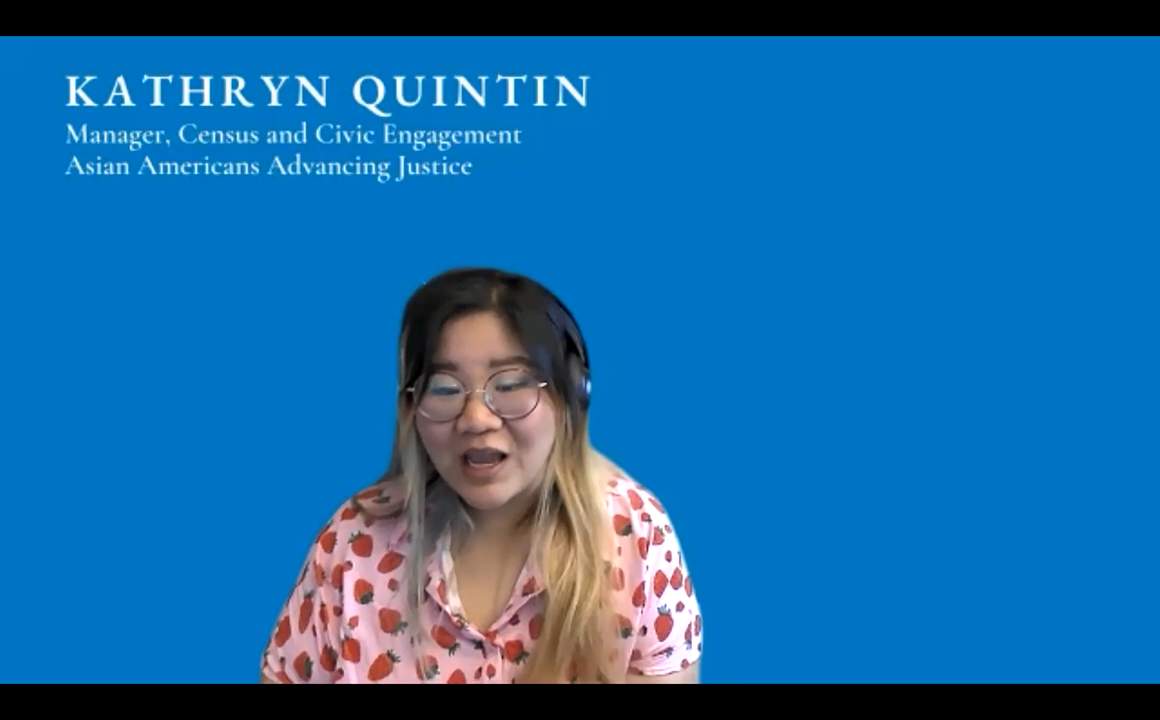 KATHRYN QUINTIN
Manager, Census and Civic Engagement
Asian Americans Advancing Justice